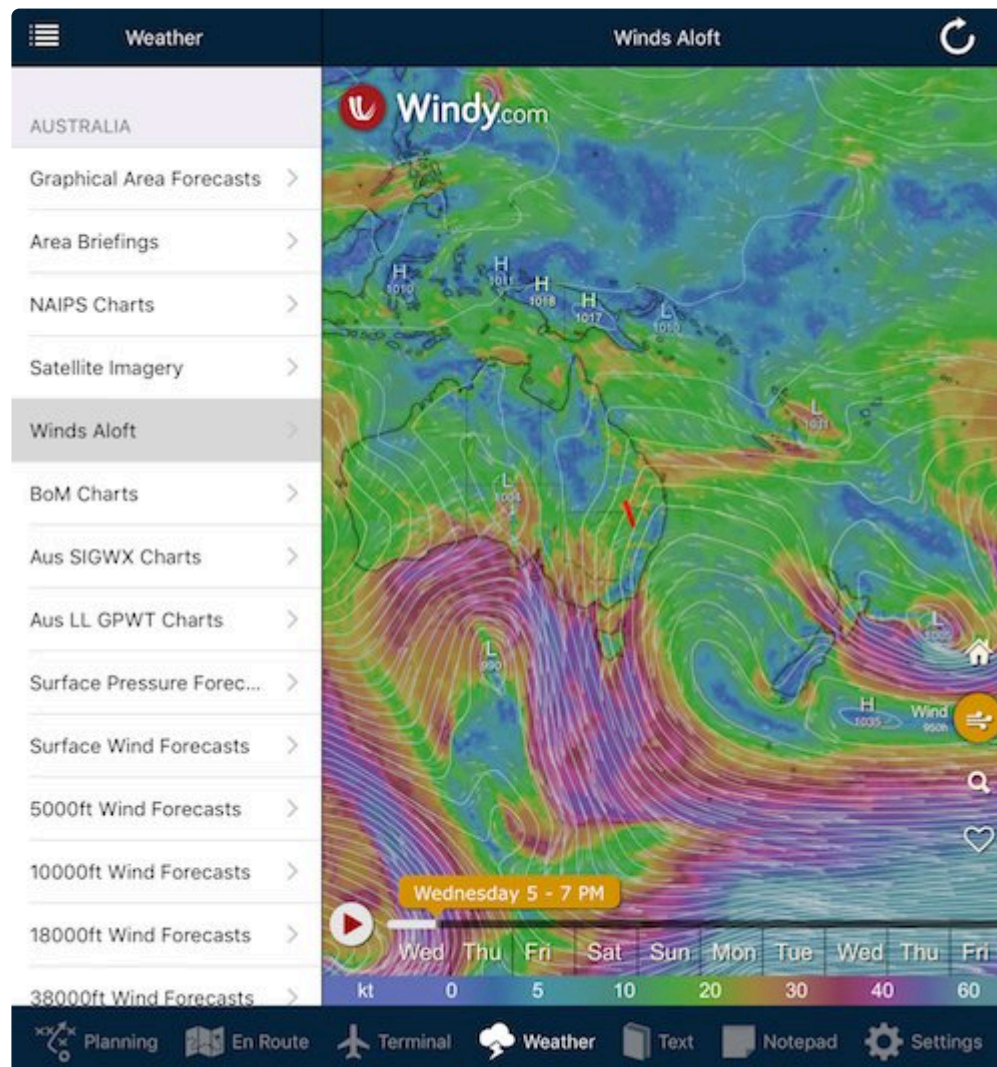 Weather
Winds Aloft
AUSTRALIA
Graphical Area Forecasts
Area Briefings
NAIPS Charts
Satellite Imagery
Winds Aloft
BoM Charts
Aus SIGWX Charts
Aus LL GPWT Charts
Surface Pressure Forec...
Surface Wind Forecasts
5000ft Wind Forecasts
10000ft Wind Forecasts
18000ft Wind Forecasts
38000ft Wind Forecasts
Windy.com
H
1010
H
1011
H
1018
H
1017
L
1010
L
L
1004
L
990
L
1005
H
1035
Wind
950h
Wednesday 5 - 7 PM
Wed Thu Fri Sat Sun Mon Tue Wed Thu Fri
kt 0 5 10 20 30 40 60
Planning En Route Terminal Weather Text Notepad Settings